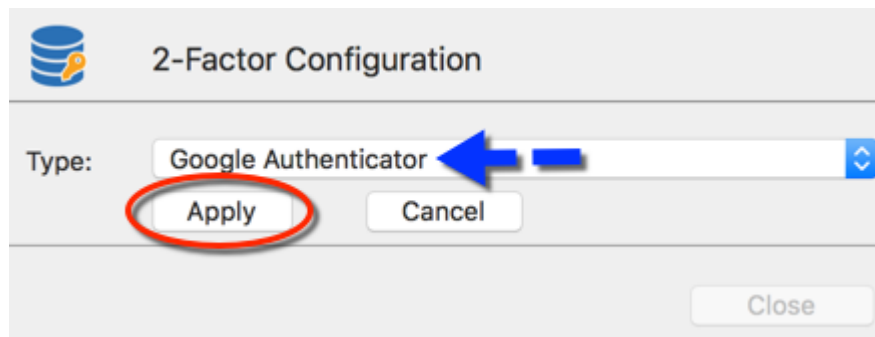 2-Factor Configuration
Type: Google Authenticator
Apply Cancel
Close